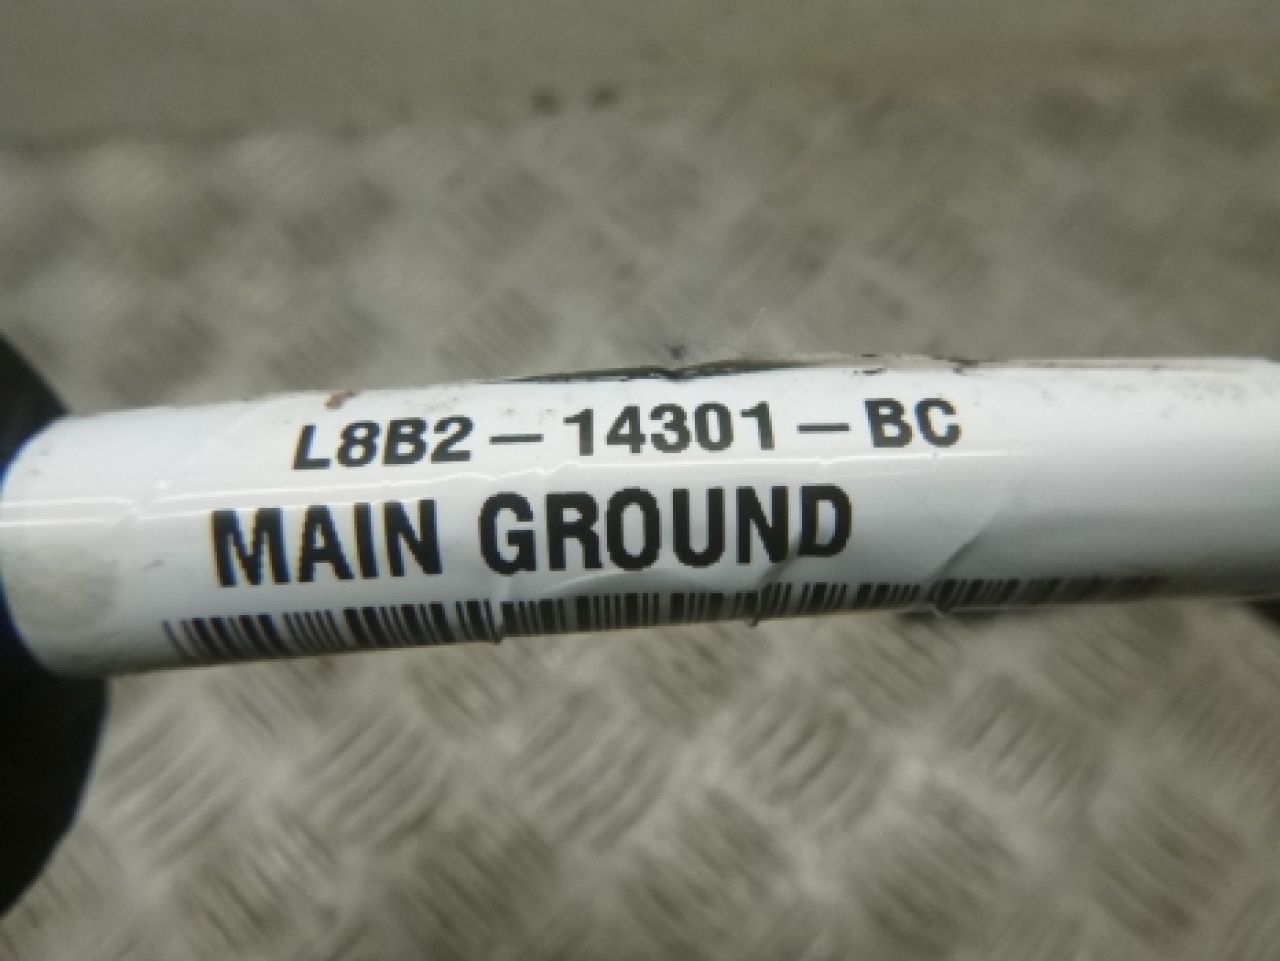 L8B2-14301-BC
MAIN GROUND